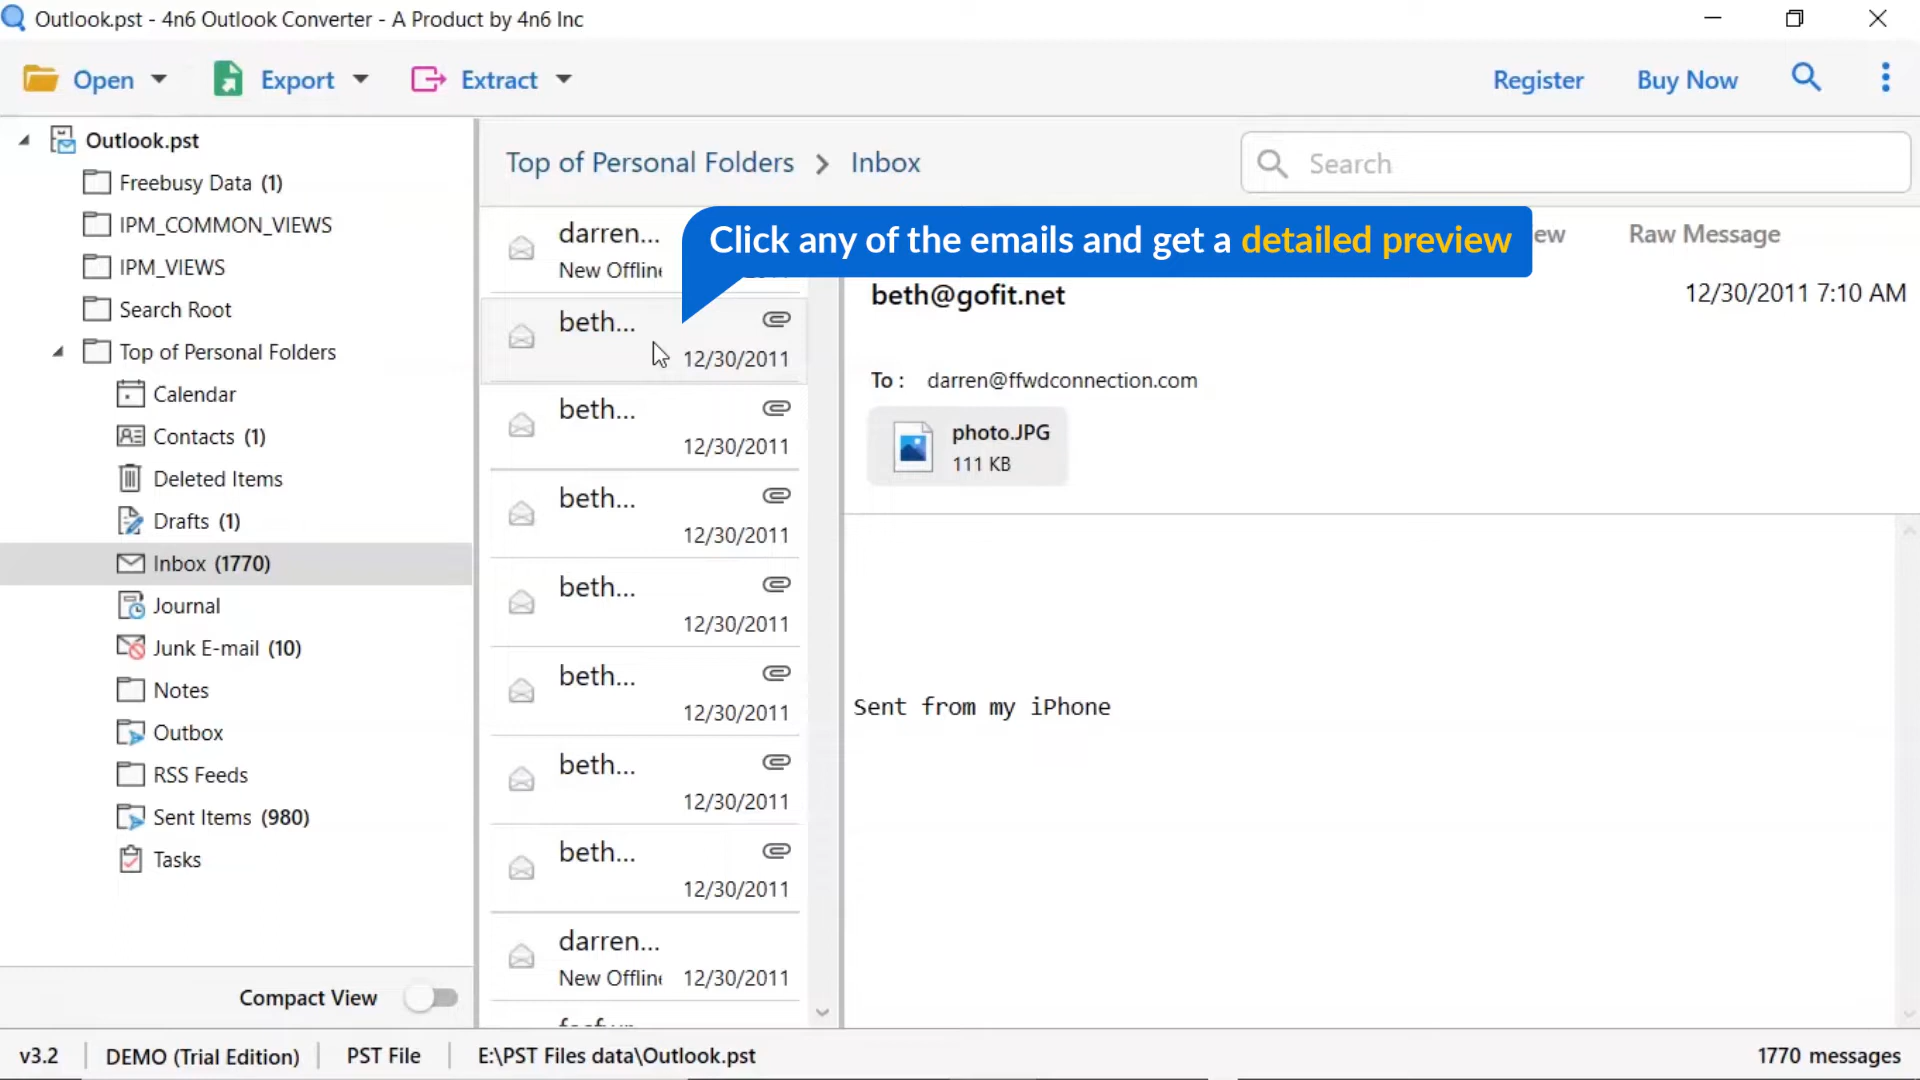 Outlook.pst - 4n6 Outlook Converter - A Product by 4n6 Inc
Open
Export
Extract
Register
Buy Now
Outlook.pst
Freebusy Data (1)
IPM_COMMON_VIEWS
IPM_VIEWS
Search Root
Top of Personal Folders
Calendar
Contacts (1)
Deleted Items
Drafts (1)
Inbox (1770)
Journal
Junk E-mail (10)
Notes
Outbox
RSS Feeds
Sent Items (980)
Tasks
Compact View
Top of Personal Folders > Inbox
Search
darren...
New Offline
beth...
12/30/2011
beth...
12/30/2011
beth...
12/30/2011
beth...
12/30/2011
beth...
12/30/2011
beth...
12/30/2011
beth...
12/30/2011
darren...
New Offline 12/30/2011
Click any of the emails and get a detailed preview
ew
Raw Message
beth@gofit.net
12/30/2011 7:10 AM
To : darren@ffwdconnection.com
photo.JPG
111 KB
Sent from my iPhone
v3.2
DEMO (Trial Edition)
PST File
E:\PST Files data\Outlook.pst
1770 messages